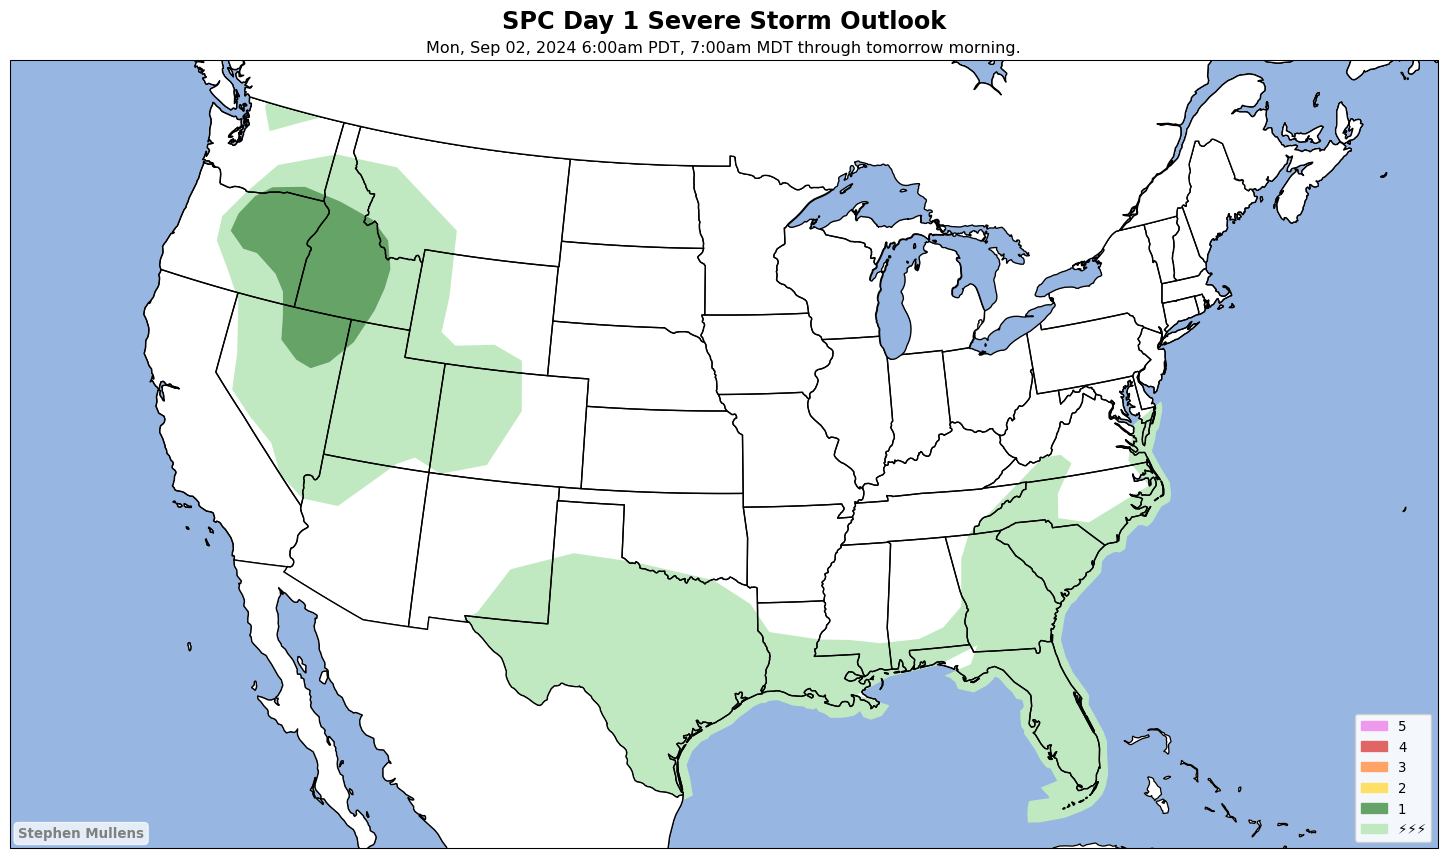 SPC Day 1 Severe Storm Outlook
Mon, Sep 02, 2024 6:00am PDT, 7:00am MDT through tomorrow morning.
5
4
3
2
1
⚡⚡⚡
Stephen Mullens